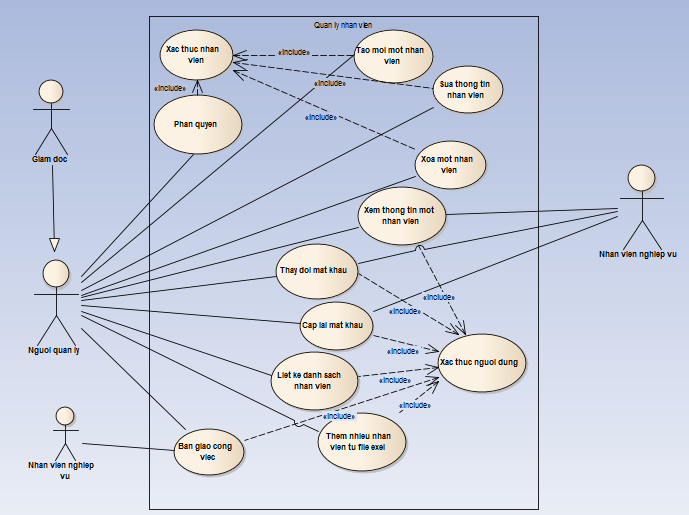 Quan ly nhan vien
Xac thuc nhan
vien
«include»
Tao moi mot nhan
vien
«include»
«include»
Sua thong tin
nhan vien
Phan quyen
«include»
Giam doc
Xoa mot nhan
vien
Xem thong tin mot
nhan vien
Nhan vien nghiep vu
Thay doi mat khau
«include»
«include»
Cap lai mat khau
Nguoi quan ly
«include»
Xac thuc nguoi dung
Liet ke danh sach
nhan vien
«include»
«include»
«include»
Nhan vien nghiep
vu
Ban giao cong
viec
Them nhieu nhan
vien tu file exel